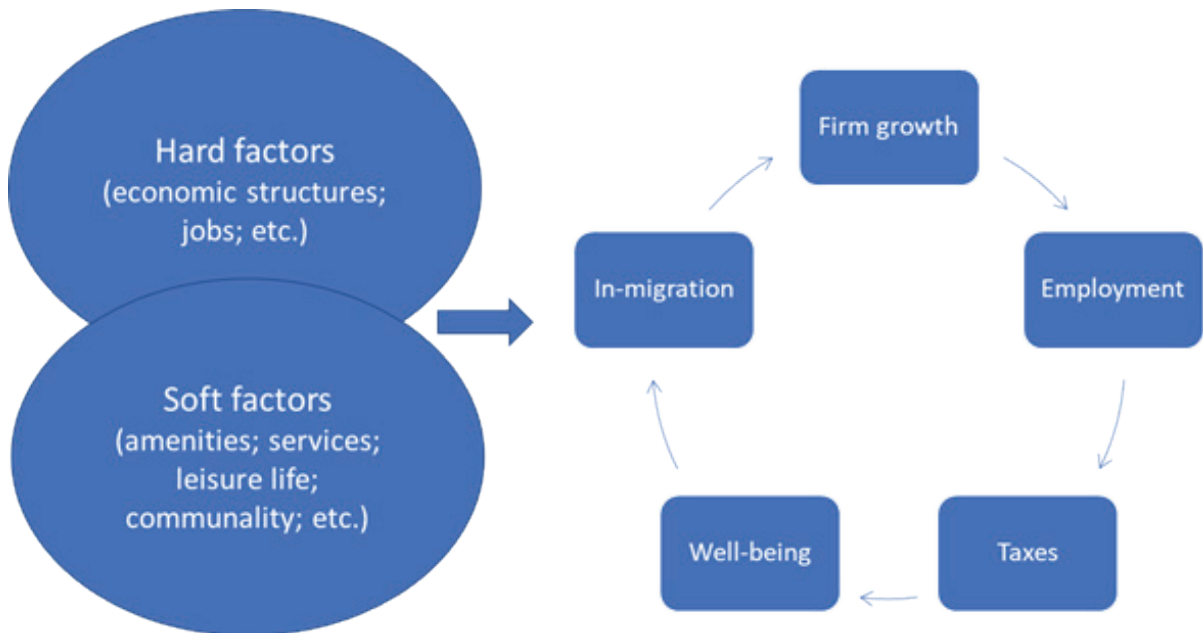 Hard factors
(economic structures;
jobs; etc.)
Soft factors
(amenities; services;
leisure life;
communality; etc.)
Firm growth
Employment
Taxes
Well-being
In-migration